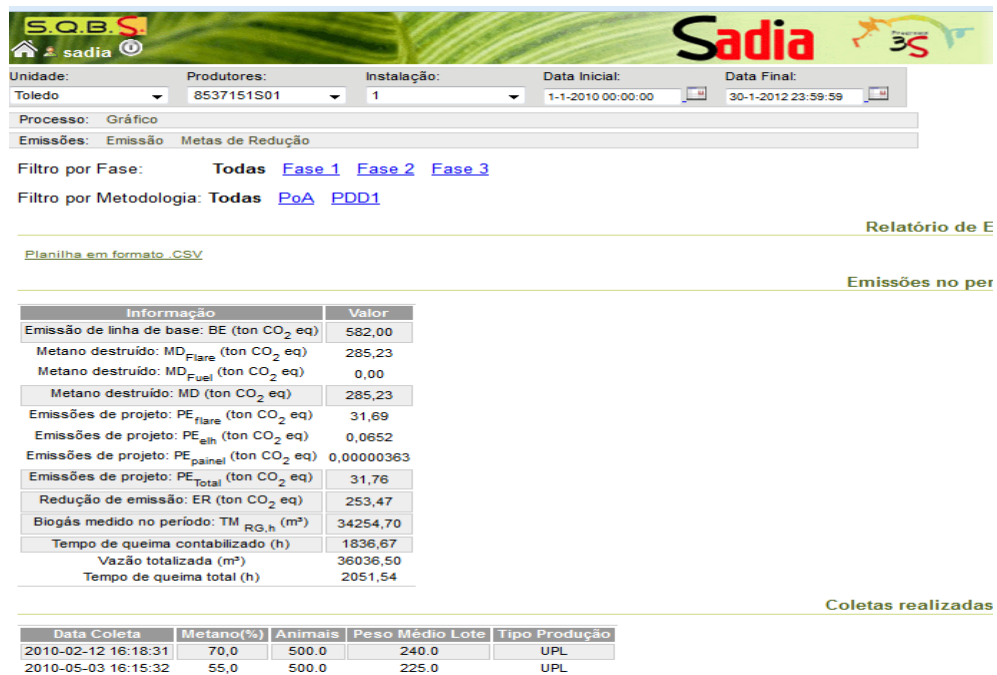 S.Q.B.S.
sadia
Sadia
Programa
3S
Unidade: Produtores: Instalação: Data Inicial: Data Final:
Toledo 8537151S01 1 1-1-2010 00:00:00 30-1-2012 23:59:59
Processo: Gráfico
Emissões: Emissão Metas de Redução
Filtro por Fase: Todas Fase 1 Fase 2 Fase 3
Filtro por Metodologia: Todas PoA PDD1
Relatório de E
Planilha em formato .CSV
Emissões no per
Informação Valor
Emissão de linha de base: BE (ton CO2 eq) 582,00
Metano destruído: MDFlare (ton CO2 eq) 285,23
Metano destruído: MDFuel (ton CO2 eq) 0,00
Metano destruído: MD (ton CO2 eq) 285,23
Emissões de projeto: PEflare (ton CO2 eq) 31,69
Emissões de projeto: PEelh (ton CO2 eq) 0,0652
Emissões de projeto: PEpainel (ton CO2 eq) 0,00000363
Emissões de projeto: PETotal (ton CO2 eq) 31,76
Redução de emissão: ER (ton CO2 eq) 253,47
Biogás medido no período: TM RG,h (m³) 34254,70
Tempo de queima contabilizado (h) 1836,67
Vazão totalizada (m³) 36036,50
Tempo de queima total (h) 2051,54
Coletas realizadas
Data Coleta Metano(%) Animais Peso Médio Lote Tipo Produção
2010-02-12 16:18:31 70,0 500.0 240.0 UPL
2010-05-03 16:15:32 55,0 500.0 225.0 UPL